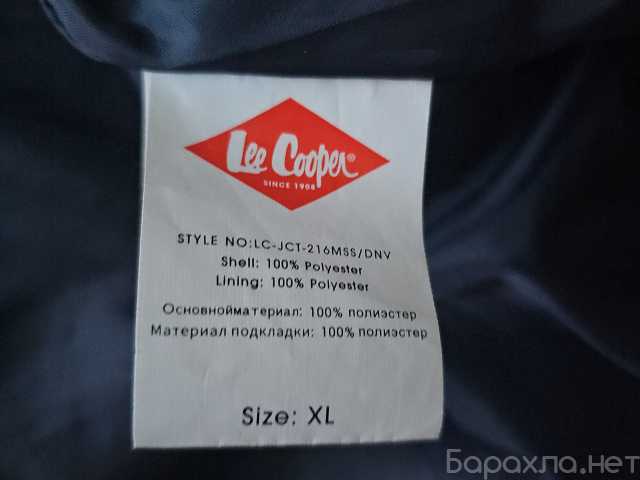 Lee Cooper®
SINCE 1908
STYLE NO:LC-JCT-216MSS/DNV
Shell: 100% Polyester
Lining: 100% Polyester
Основнойматериал: 100% полиэстер
Материал подкладки: 100% полиэстер
Size: XL
Барахла.нет